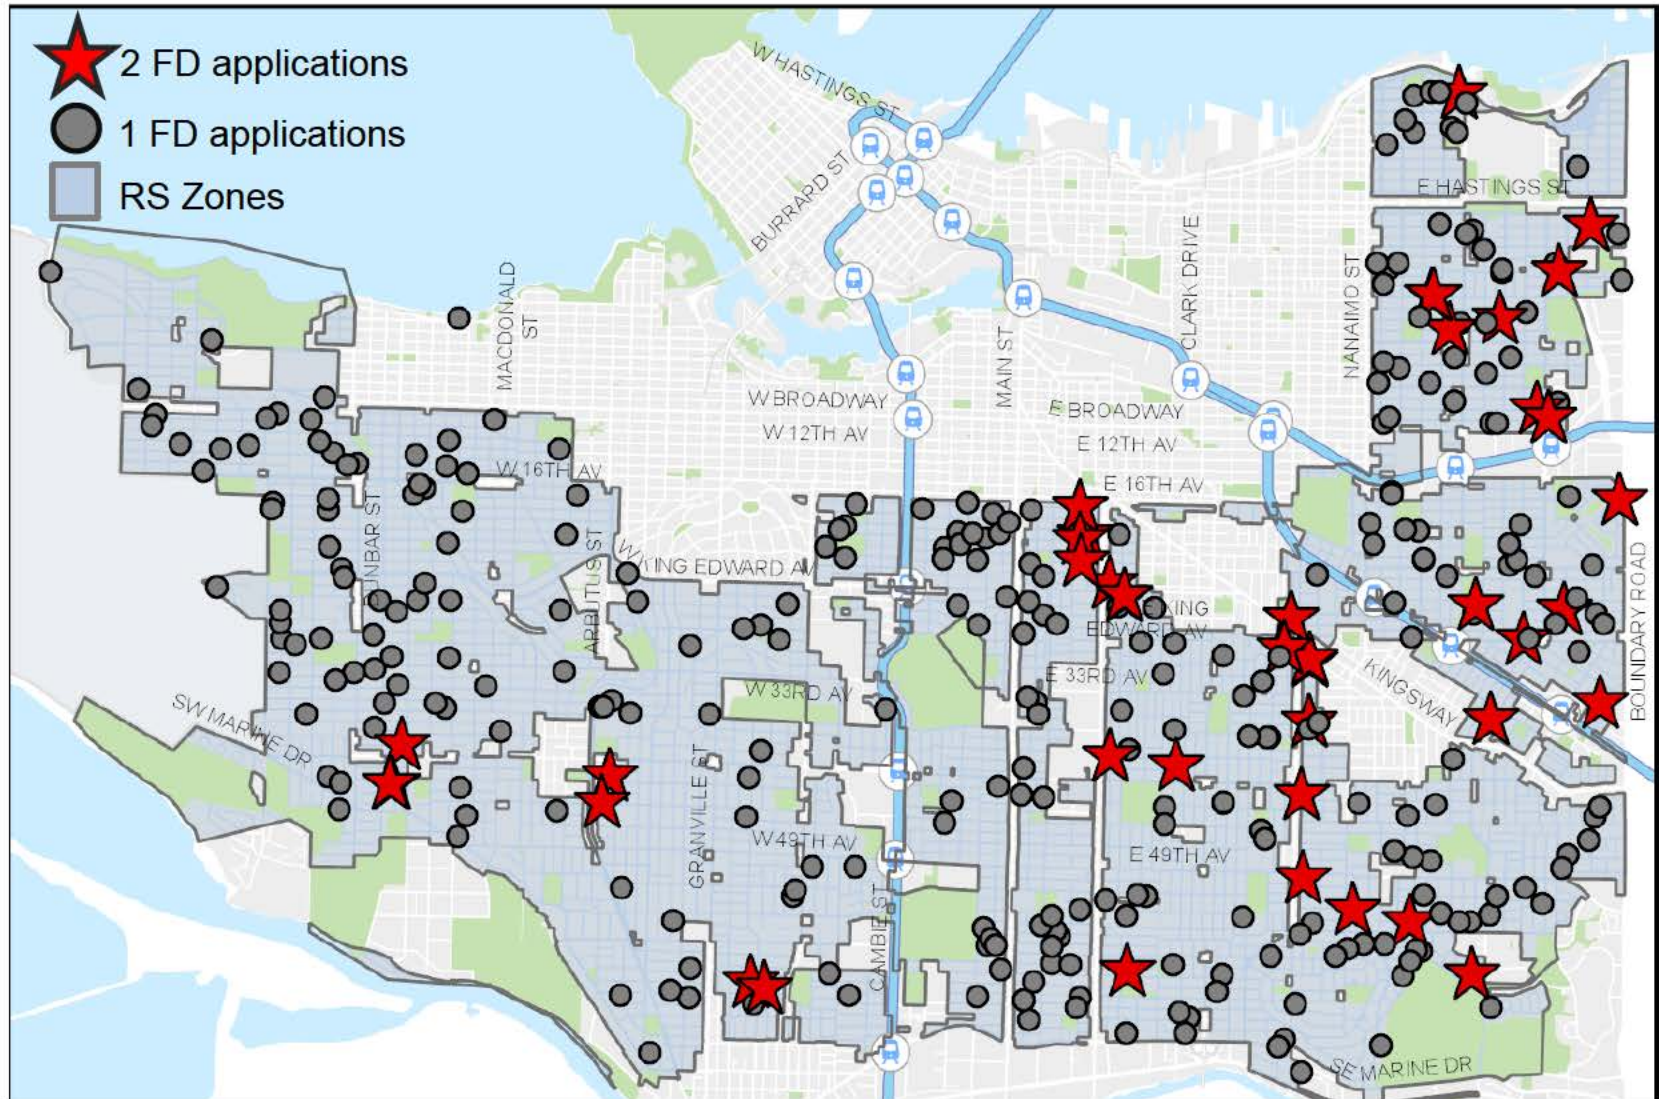 2 FD applications
1 FD applications
RS Zones
W HASTINGS ST
BURRARD ST
E HASTINGS ST
CLARK DRIVE
NANAIMO ST
MACDONALD
ST
MAIN ST
W BROADWAY
E BROADWAY
W 12TH AV
E 12TH AV
W 16TH AV
E 16TH AV
DUNBAR ST
ARBUTUS ST
W KING EDWARD AV
E KING
EDWARD AV
BOUNDARY ROAD
W 33RD AV
E 33RD AV
KINGSWAY
SW MARINE DR
GRANVILLE ST
W 49TH AV
E 49TH AV
CAMBIE ST
SE MARINE DR